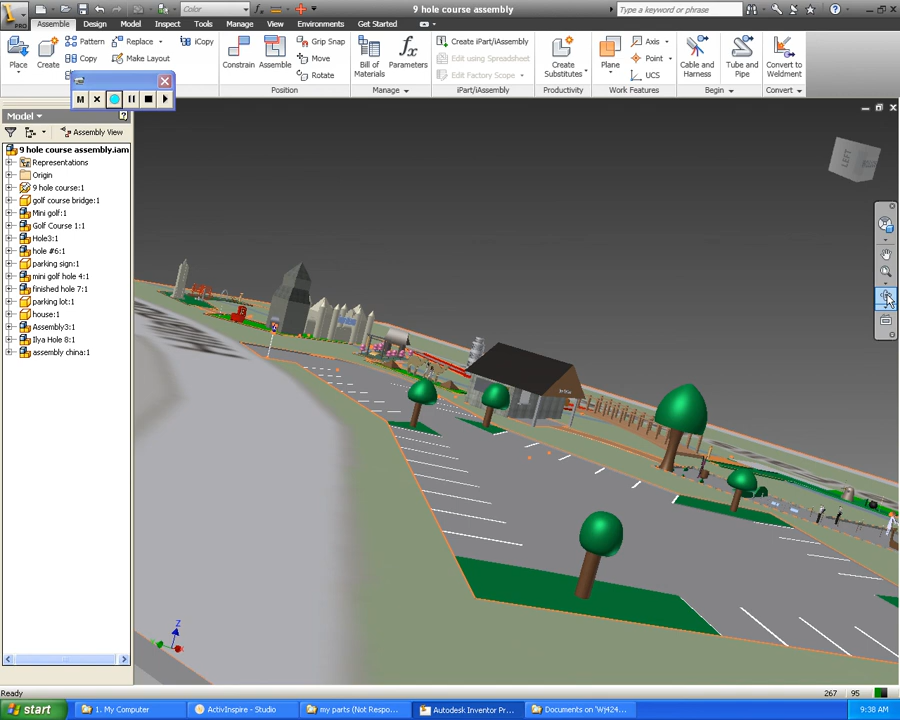 PRO
Color
9 hole course assembly
Type a keyword or phrase
Assemble Design Model Inspect Tools Manage View Environments Get Started
Place
Create
Pattern
Copy
Replace
Make Layout
iCopy
Constrain
Assemble
Grip Snap
Move
Rotate
Position
Bill of Materials
Parameters
Manage
Create iPart/iAssembly
Edit using Spreadsheet
Edit Factory Scope
iPart/iAssembly
Create Substitutes
Productivity
Plane
Axis
Point
UCS
Work Features
Cable and Harness
Tube and Pipe
Begin
Convert to Weldment
Convert
M
Model
Assembly View
9 hole course assembly.iam
Representations
Origin
9 hole course:1
golf course bridge:1
Mini golf:1
Golf Course 1:1
Hole3:1
hole #6:1
parking sign:1
mini golf hole 4:1
finished hole 7:1
parking lot:1
house:1
Assembly3:1
Ilya Hole 8:1
assembly china:1
LEFT
Z
Ready
267 95
start
1. My Computer
ActivInspire - Studio
my parts (Not Respo...
Autodesk Inventor Pr...
Documents on 'Wj424...
9:38 AM